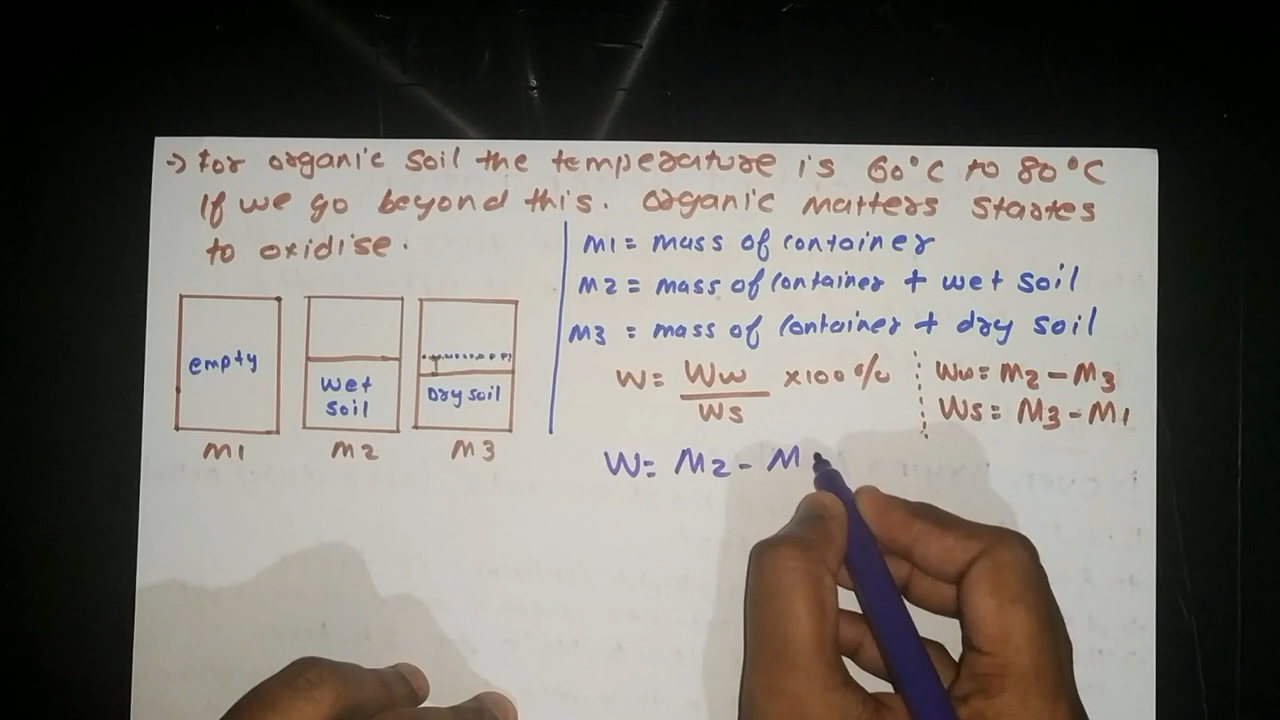 → For organic soil the temperature is 60°C to 80°C
If we go beyond this. Organic matters startes
to oxidise.
M1 = mass of container
M2 = mass of container + wet soil
M3 = mass of container + dry soil
empty
wet
soil
Dry soil
M1 M2 M3
W = Ww/Ws ×100 %
Ww = M2 - M3
Ws = M3 - M1
W = M2 - M